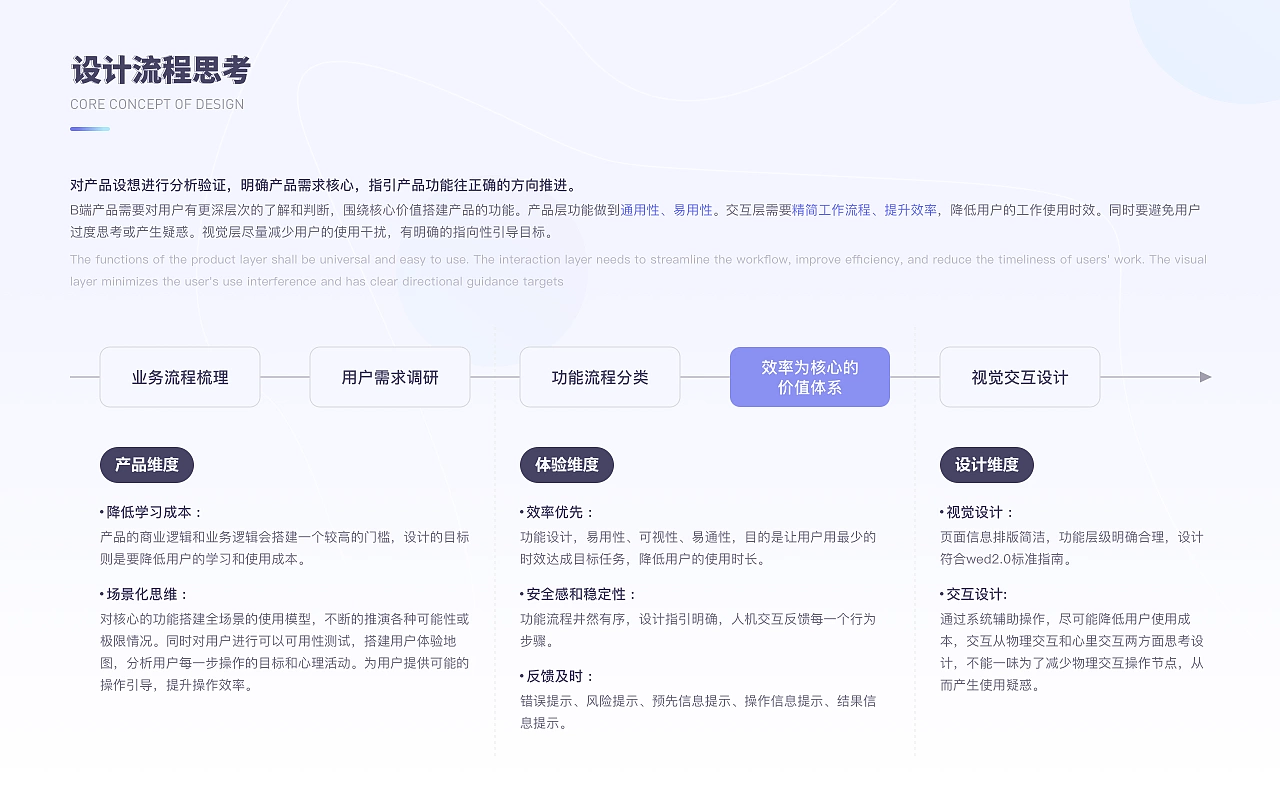 设计流程思考
CORE CONCEPT OF DESIGN
对产品设想进行分析验证，明确产品需求核心，指引产品功能往正确的方向推进。
B端产品需要对用户有更深层次的了解和判断，围绕核心价值搭建产品的功能。产品层功能做到通用性、易用性。交互层需要精简工作流程、提升效率，降低用户的工作使用时效。同时要避免用户
过度思考或产生疑惑。视觉层尽量减少用户的使用干扰，有明确的指向性引导目标。
The functions of the product layer shall be universal and easy to use. The interaction layer needs to streamline the workflow, improve efficiency, and reduce the timeliness of users' work. The visual
layer minimizes the user's use interference and has clear directional guidance targets
业务流程梳理
用户需求调研
功能流程分类
效率为核心的
价值体系
视觉交互设计
产品维度
•降低学习成本：
产品的商业逻辑和业务逻辑会搭建一个较高的门槛，设计的目标
则是要降低用户的学习和使用成本。
•场景化思维：
对核心的功能搭建全场景的使用模型，不断的推演各种可能性或
极限情况。同时对用户进行可以可用性测试，搭建用户体验地
图，分析用户每一步操作的目标和心理活动。为用户提供可能的
操作引导，提升操作效率。
体验维度
•效率优先：
功能设计，易用性、可视性、易通性，目的是让用户用最少的
时效达成目标任务，降低用户的使用时长。
•安全感和稳定性：
功能流程井然有序，设计指引明确，人机交互反馈每一个行为
步骤。
•反馈及时：
错误提示、风险提示、预先信息提示、操作信息提示、结果信
息提示。
设计维度
•视觉设计：
页面信息排版简洁，功能层级明确合理，设计
符合wed2.0标准指南。
•交互设计:
通过系统辅助操作，尽可能降低用户使用成
本，交互从物理交互和心里交互两方面思考设
计，不能一味为了减少物理交互操作节点，从
而产生使用疑惑。